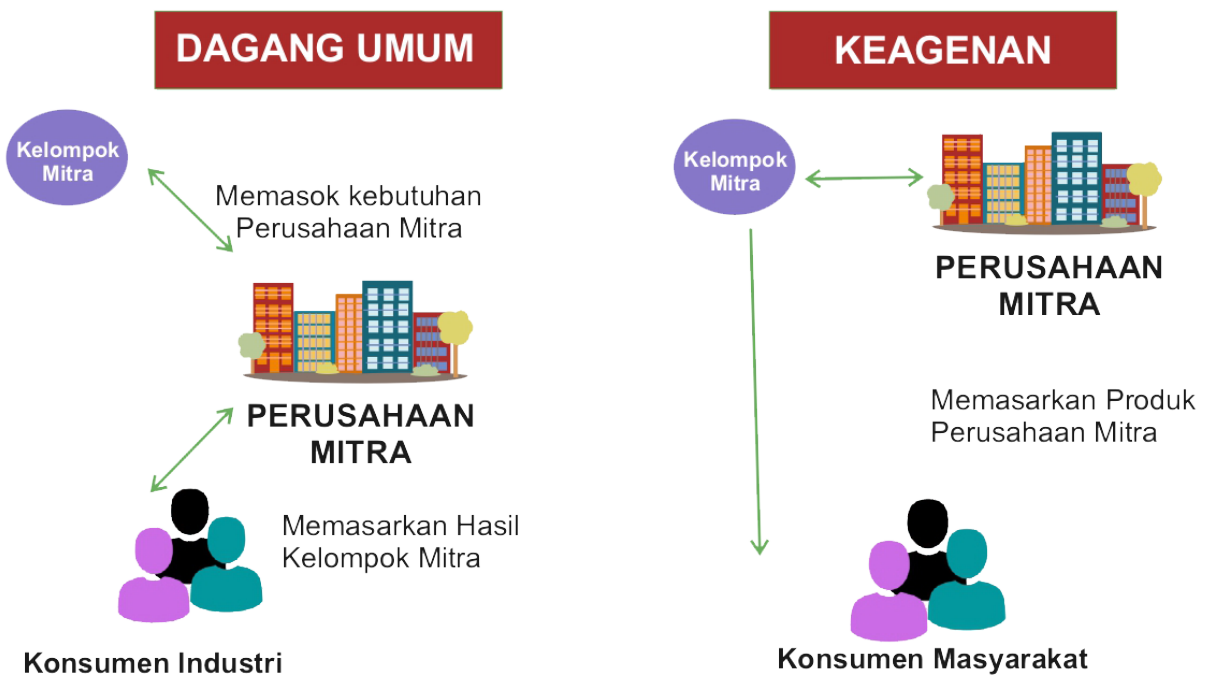 DAGANG UMUM
Kelompok
Mitra
Memasok kebutuhan
Perusahaan Mitra
PERUSAHAAN
MITRA
Memasarkan Hasil
Kelompok Mitra
Konsumen Industri
KEAGENAN
Kelompok
Mitra
PERUSAHAAN
MITRA
Memasarkan Produk
Perusahaan Mitra
Konsumen Masyarakat